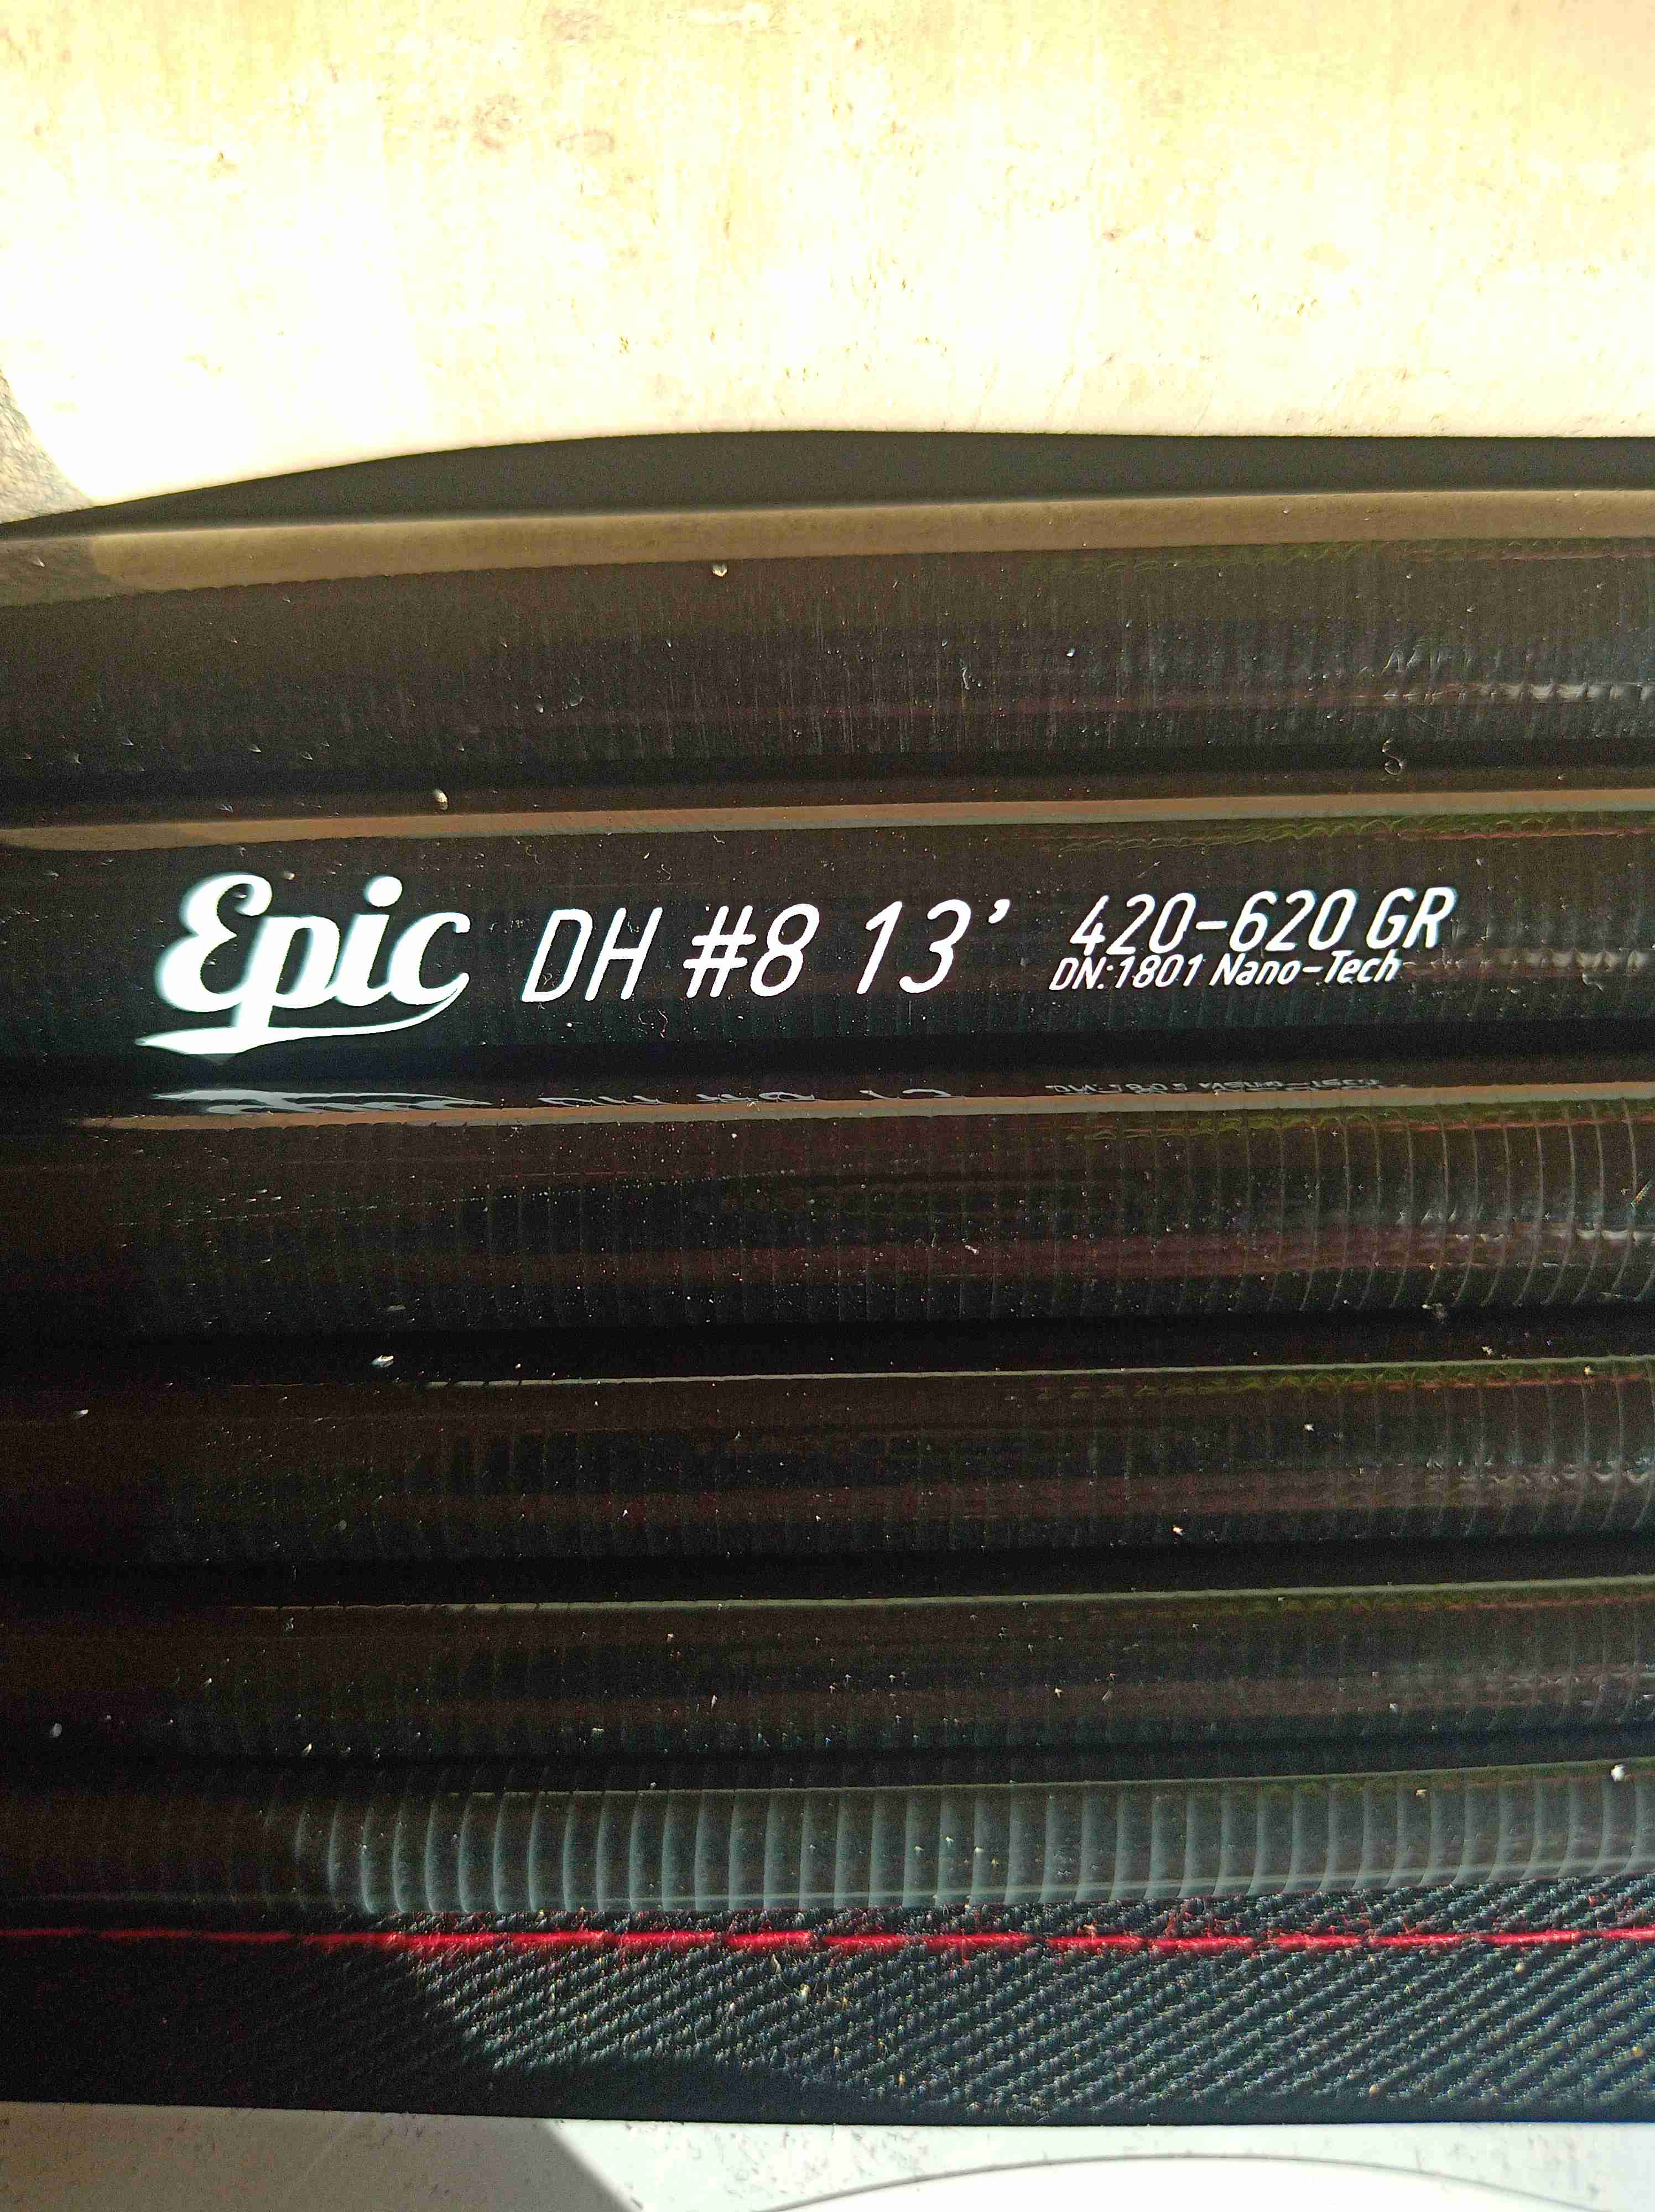 Epic DH #8 13' 420-620 GR
DN:1801 Nano-Tech